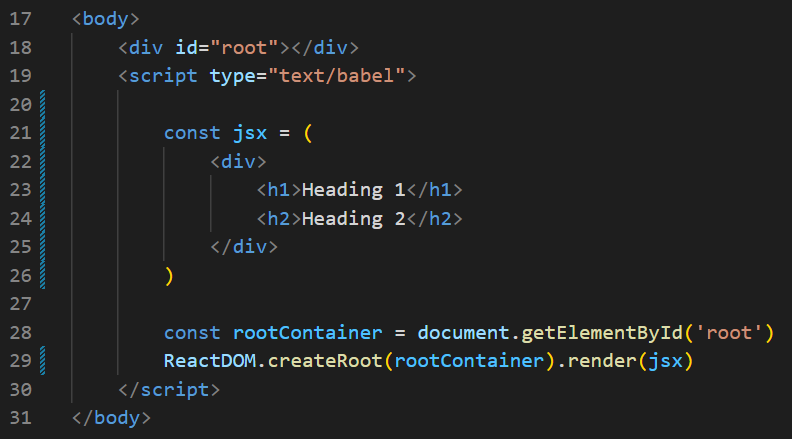 17 <body>
18 <div id="root"></div>
19 <script type="text/babel">
20
21 const jsx = (
22 <div>
23 <h1>Heading 1</h1>
24 <h2>Heading 2</h2>
25 </div>
26 )
27
28 const rootContainer = document.getElementById('root')
29 ReactDOM.createRoot(rootContainer).render(jsx)
30 </script>
31 </body>